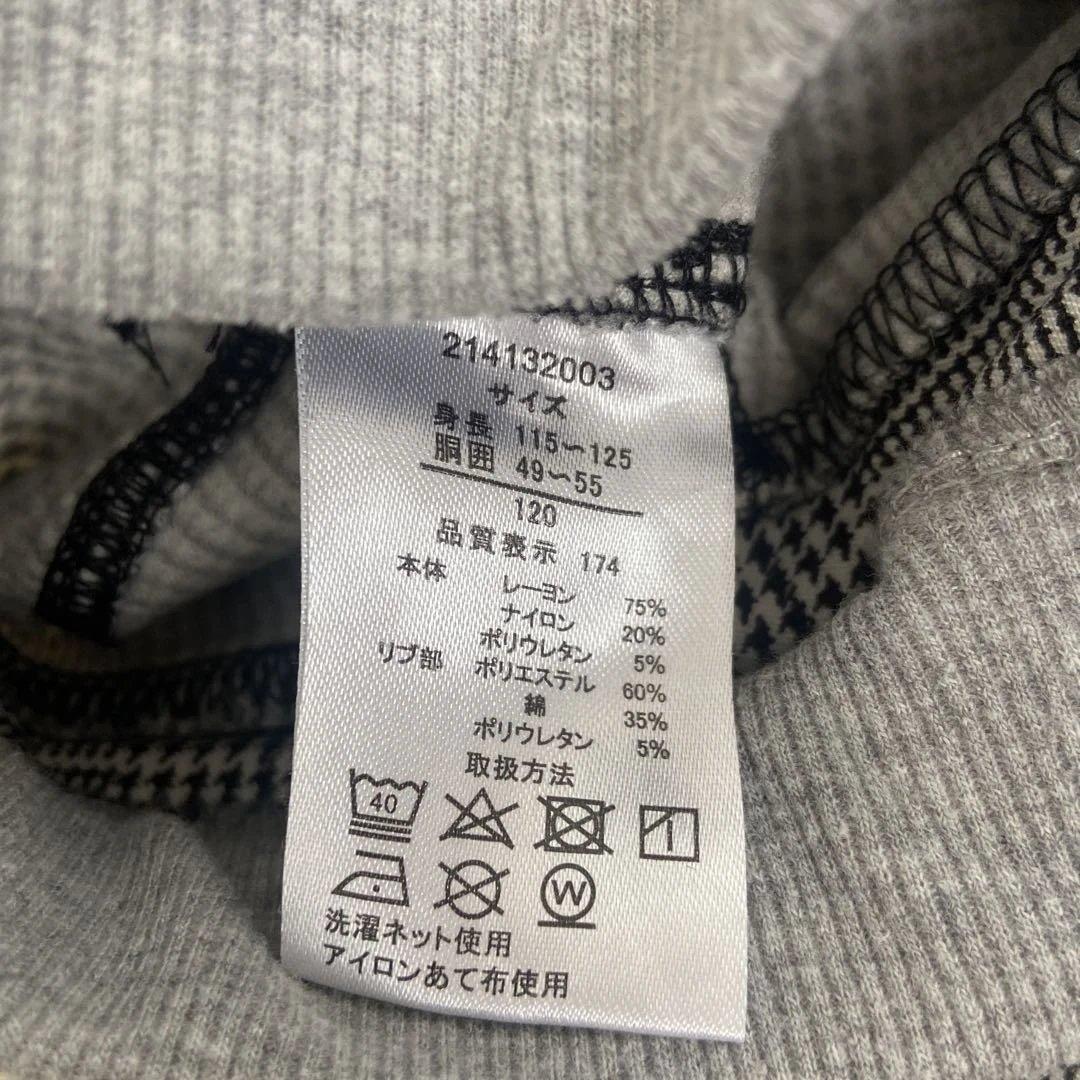 214132003
サイズ
身長 115~125
胴囲 49~55
120
品質表示 174
本体 レーヨン 75%
ナイロン 20%
ポリウレタン 5%
リブ部 ポリエステル 60%
綿 35%
ポリウレタン 5%
取扱方法
40
W
洗濯ネット使用
アイロンあて布使用